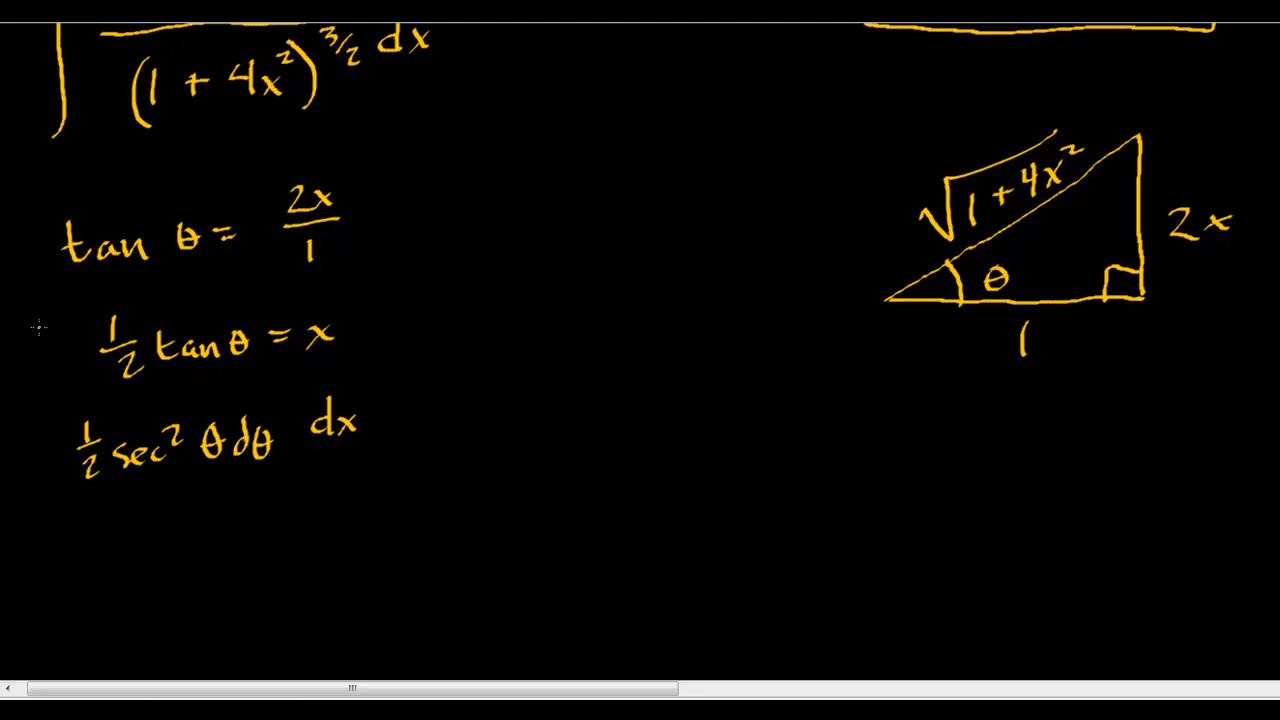 ∫ (1 + 4x²)^3/2 dx
tan θ = 2x/1
1/2 tanθ = x
1/2 sec² θ dθ dx
√1 + 4x²
2x
θ
1